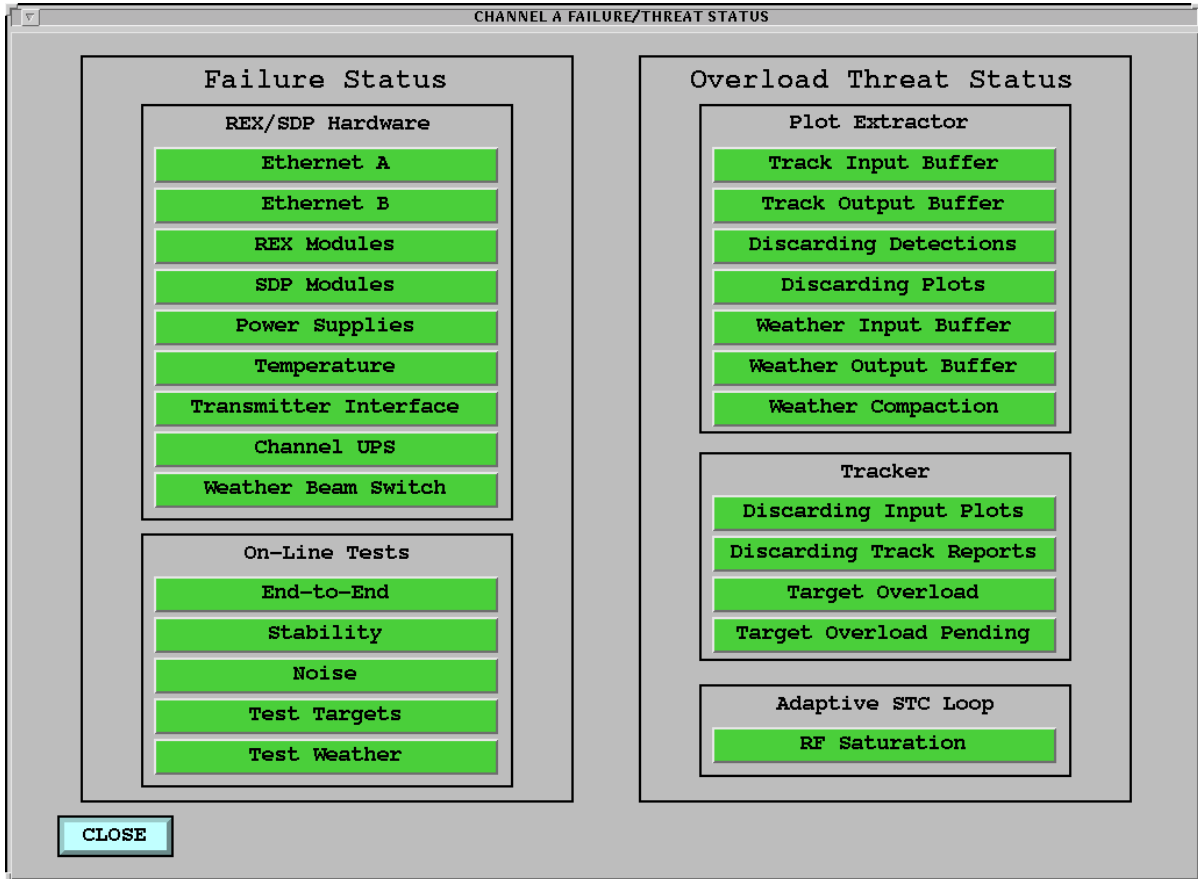 CHANNEL A FAILURE/THREAT STATUS
Failure Status
REX/SDP Hardware
Ethernet A
Ethernet B
REX Modules
SDP Modules
Power Supplies
Temperature
Transmitter Interface
Channel UPS
Weather Beam Switch
On-Line Tests
End-to-End
Stability
Noise
Test Targets
Test Weather
Overload Threat Status
Plot Extractor
Track Input Buffer
Track Output Buffer
Discarding Detections
Discarding Plots
Weather Input Buffer
Weather Output Buffer
Weather Compaction
Tracker
Discarding Input Plots
Discarding Track Reports
Target Overload
Target Overload Pending
Adaptive STC Loop
RF Saturation
CLOSE